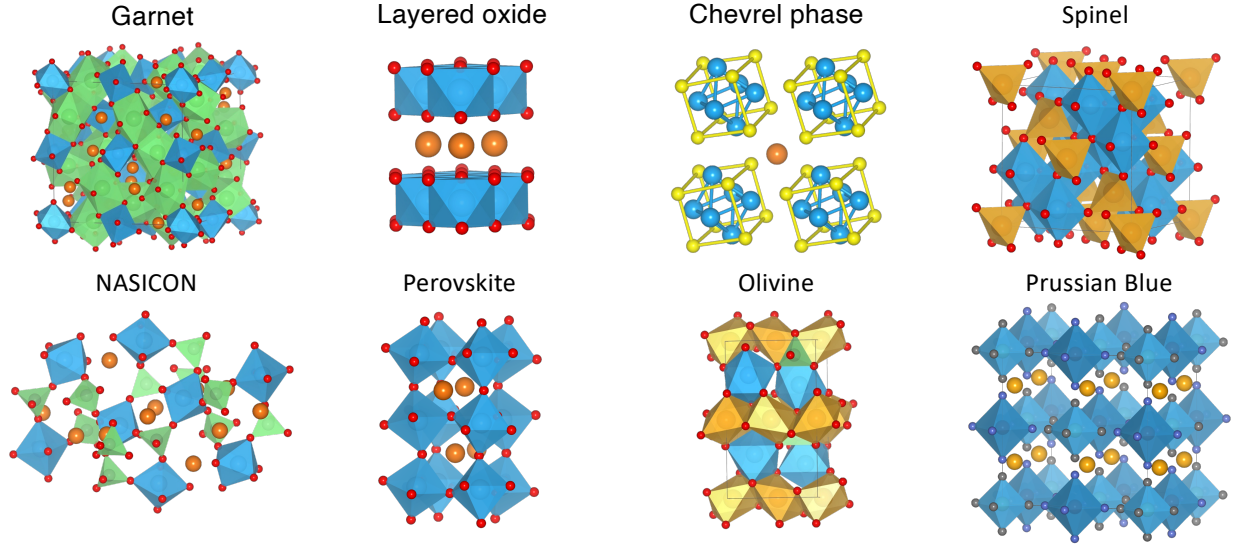 Garnet
Layered oxide
Chevrel phase
Spinel
NASICON
Perovskite
Olivine
Prussian Blue